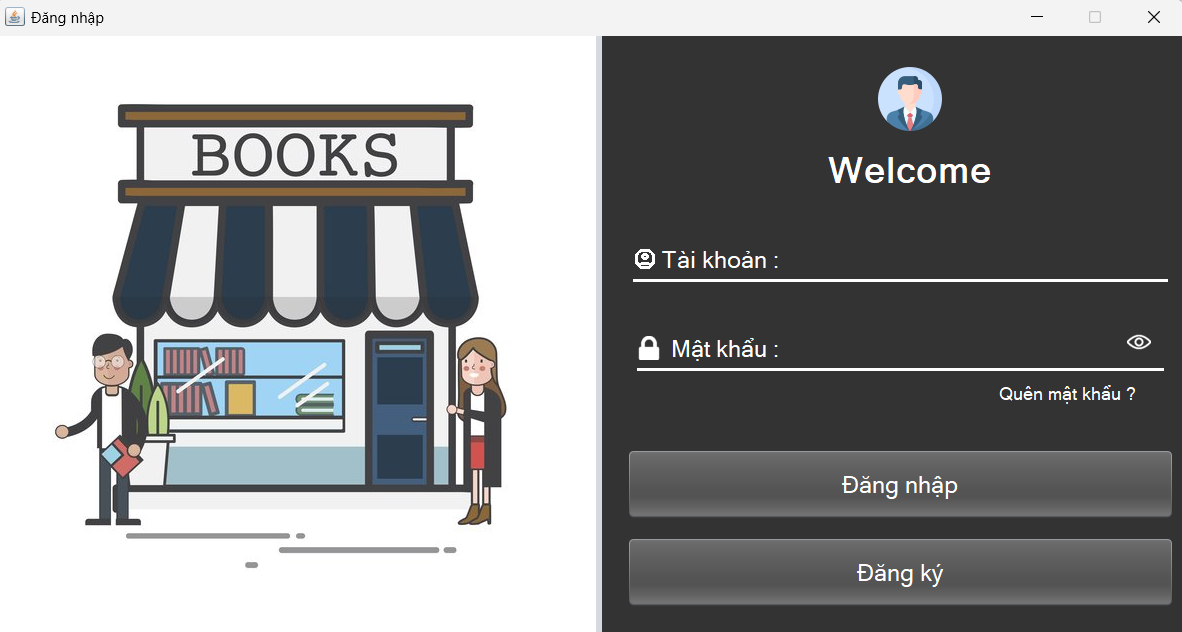 Đăng nhập
BOOKS
Welcome
Tài khoản :
Mật khẩu :
Quên mật khẩu ?
Đăng nhập
Đăng ký